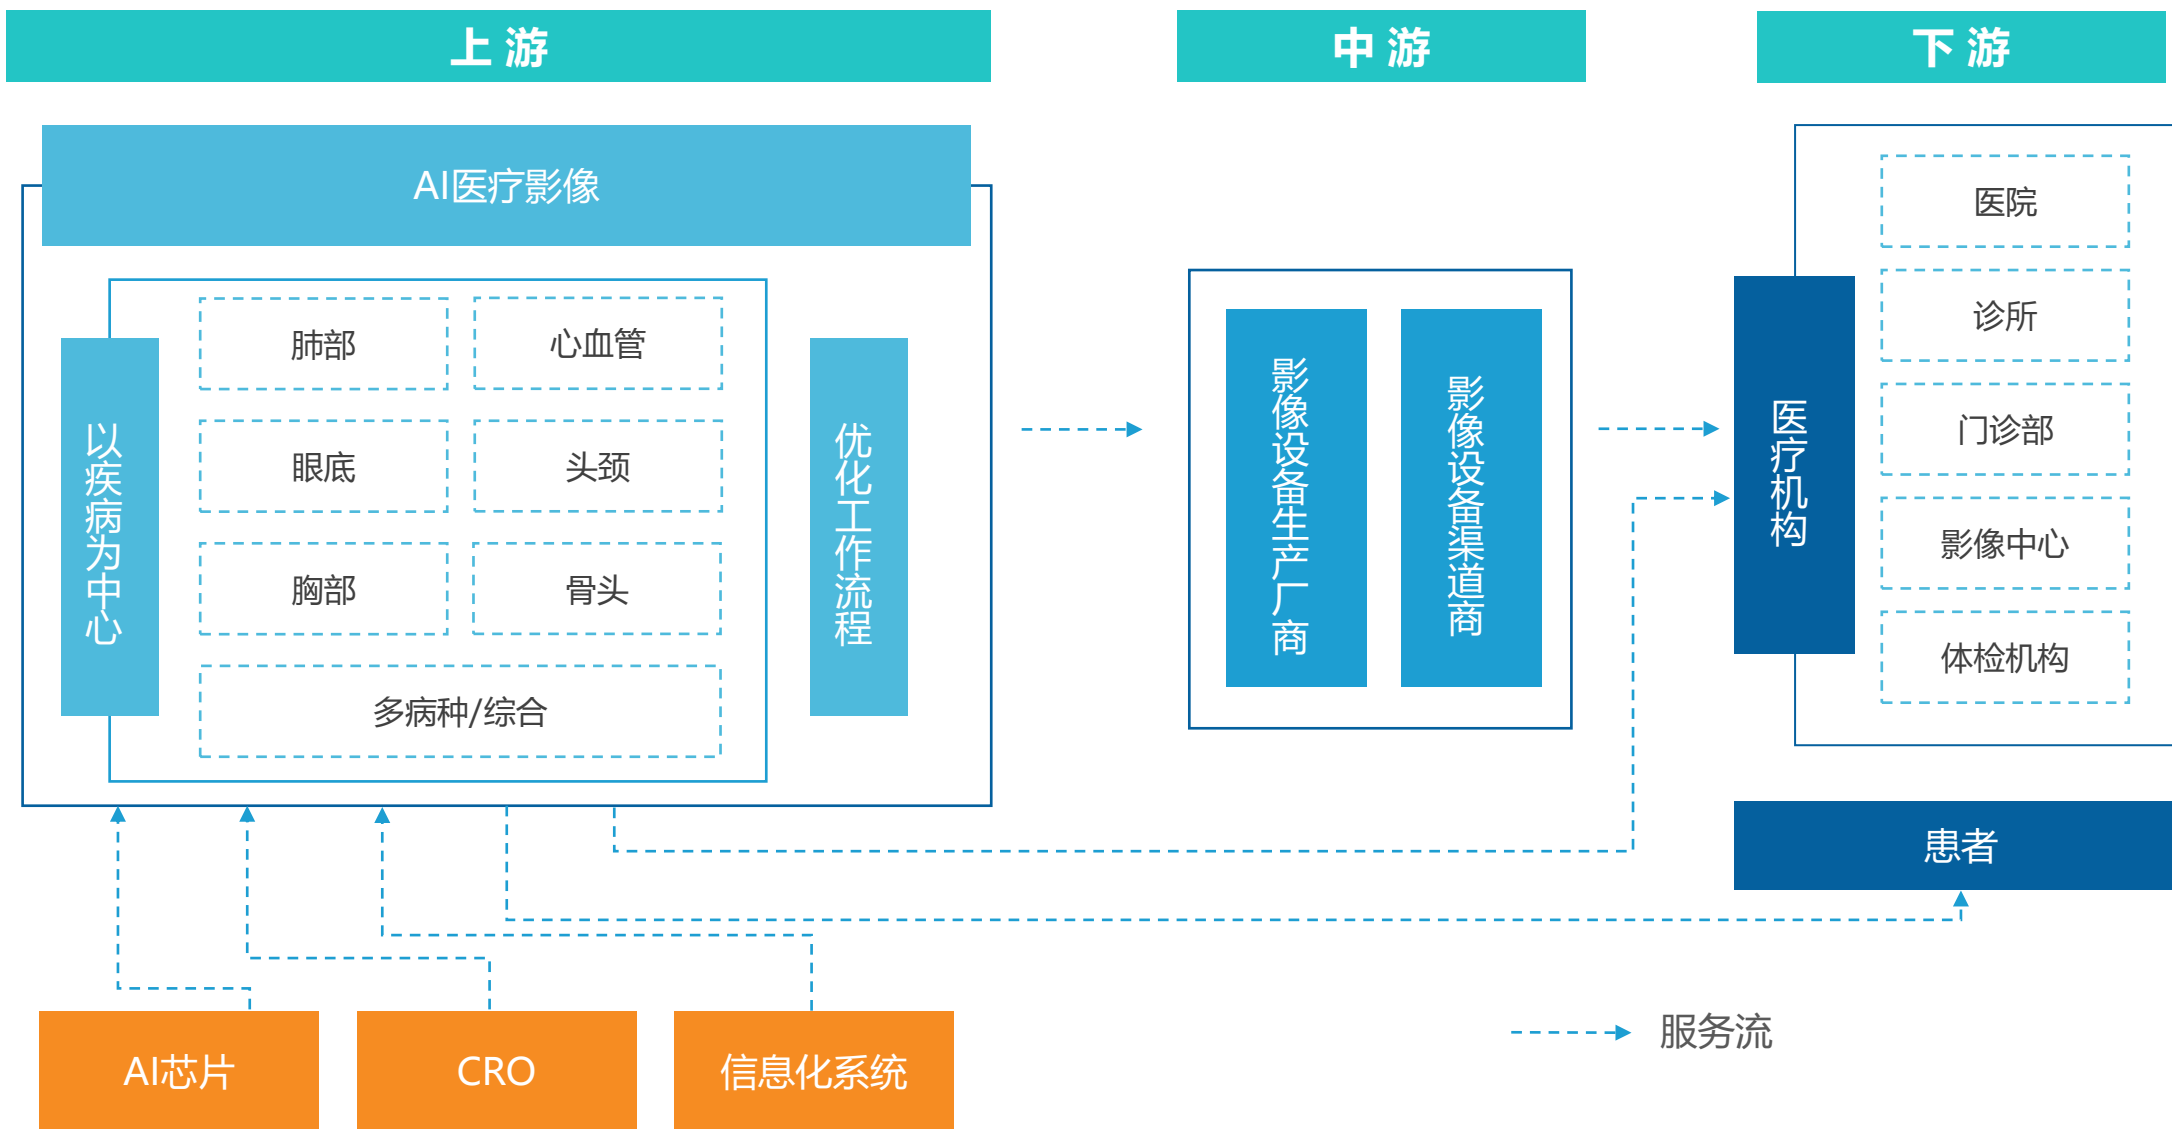 上 游
中 游
下 游
AI医疗影像
以疾病为中心
肺部
心血管
眼底
头颈
胸部
骨头
多病种/综合
优化工作流程
影像设备生产厂商
影像设备渠道商
医疗机构
医院
诊所
门诊部
影像中心
体检机构
患者
AI芯片
CRO
信息化系统
服务流